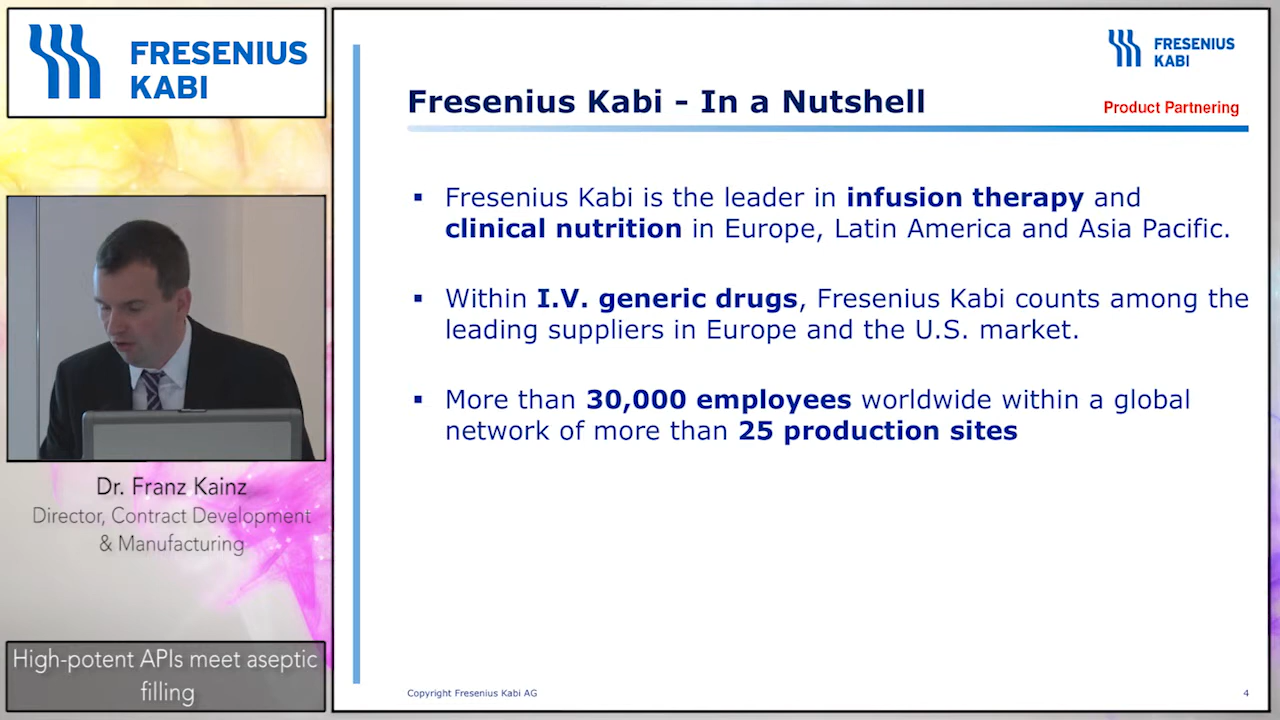 FRESENIUS
KABI
Dr. Franz Kainz
Director, Contract Development
& Manufacturing
High-potent APIs meet aseptic
filling
FRESENIUS
KABI
Fresenius Kabi - In a Nutshell
Product Partnering
▪ Fresenius Kabi is the leader in infusion therapy and
clinical nutrition in Europe, Latin America and Asia Pacific.
▪ Within I.V. generic drugs, Fresenius Kabi counts among the
leading suppliers in Europe and the U.S. market.
▪ More than 30,000 employees worldwide within a global
network of more than 25 production sites
Copyright Fresenius Kabi AG
4